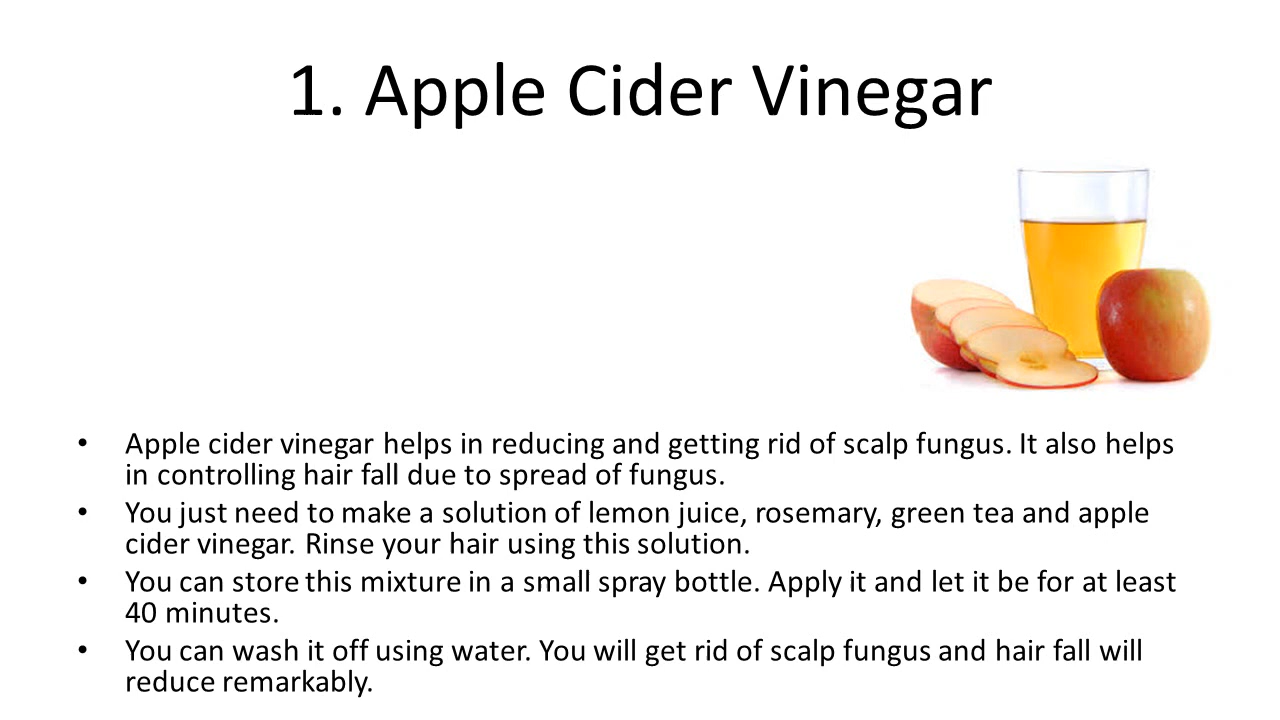 1. Apple Cider Vinegar
• Apple cider vinegar helps in reducing and getting rid of scalp fungus. It also helps
in controlling hair fall due to spread of fungus.
• You just need to make a solution of lemon juice, rosemary, green tea and apple
cider vinegar. Rinse your hair using this solution.
• You can store this mixture in a small spray bottle. Apply it and let it be for at least
40 minutes.
• You can wash it off using water. You will get rid of scalp fungus and hair fall will
reduce remarkably.